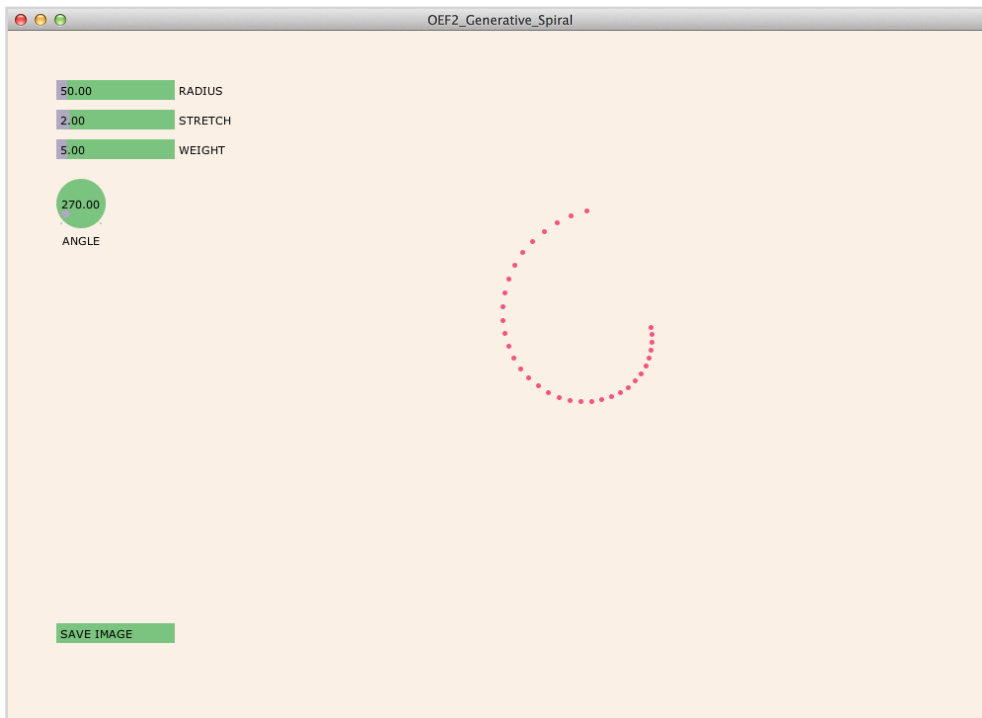 OEF2_Generative_Spiral
50.00 RADIUS
2.00 STRETCH
5.00 WEIGHT
270.00
ANGLE
SAVE IMAGE